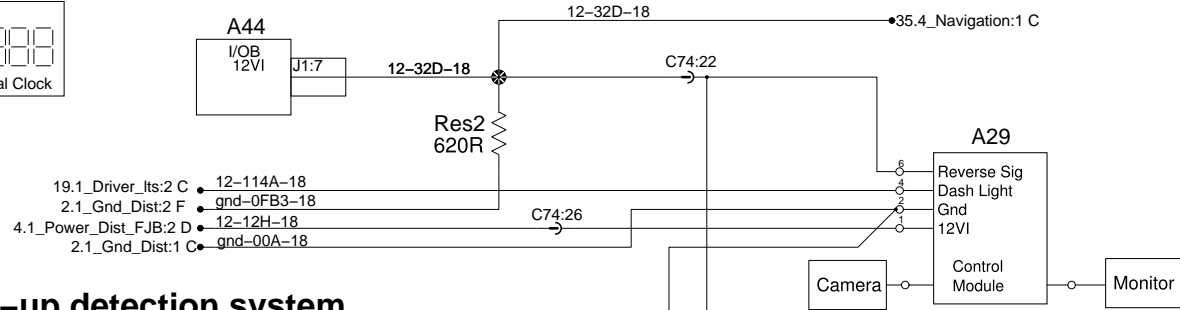 12−32D−18
35.4_Navigation:1 C
A44
I/OB
12VI
J1:7
12−32D−18
C74:22
al Clock
Res2
620R
A29
6
Reverse Sig
19.1_Driver_lts:2 C
12−114A−18
4
Dash Light
2.1_Gnd_Dist:2 F
gnd−0FB3−18
2
Gnd
4.1_Power_Dist_FJB:2 D
12−12H−18
C74:26
1
12VI
2.1_Gnd_Dist:1 C
gnd−00A−18
Control
Module
Camera
Monitor
−up detection system